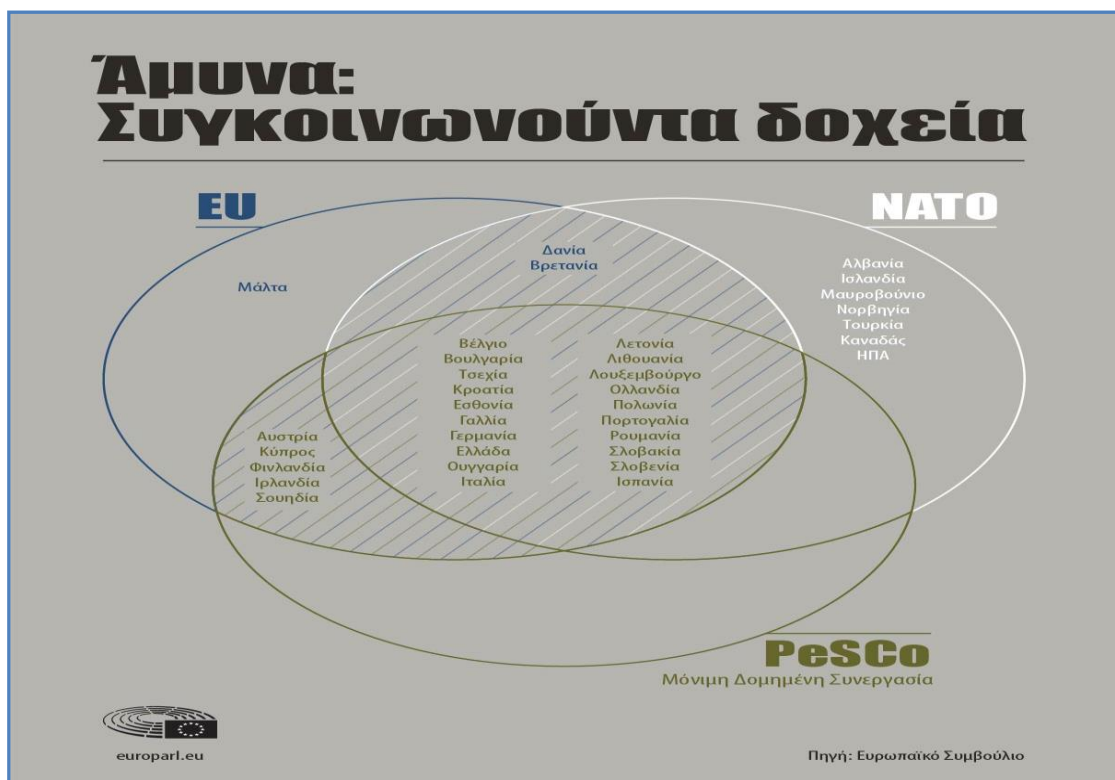 Άμυνα:
Συγκοινωνούντα δοχεία
EU
NATO
Δανία
Βρετανία
Μάλτα
Αλβανία
Ισλανδία
Μαυροβούνιο
Νορβηγία
Τουρκία
Καναδάς
ΗΠΑ
Βέλγιο
Βουλγαρία
Τσεχία
Κροατία
Εσθονία
Γαλλία
Γερμανία
Ελλάδα
Ουγγαρία
Ιταλία
Λετονία
Λιθουανία
Λουξεμβούργο
Ολλανδία
Πολωνία
Πορτογαλία
Ρουμανία
Σλοβακία
Σλοβενία
Ισπανία
Αυστρία
Κύπρος
Φινλανδία
Ιρλανδία
Σουηδία
PeSCo
Μόνιμη Δομημένη Συνεργασία
europarl.eu
Πηγή: Ευρωπαϊκό Συμβούλιο